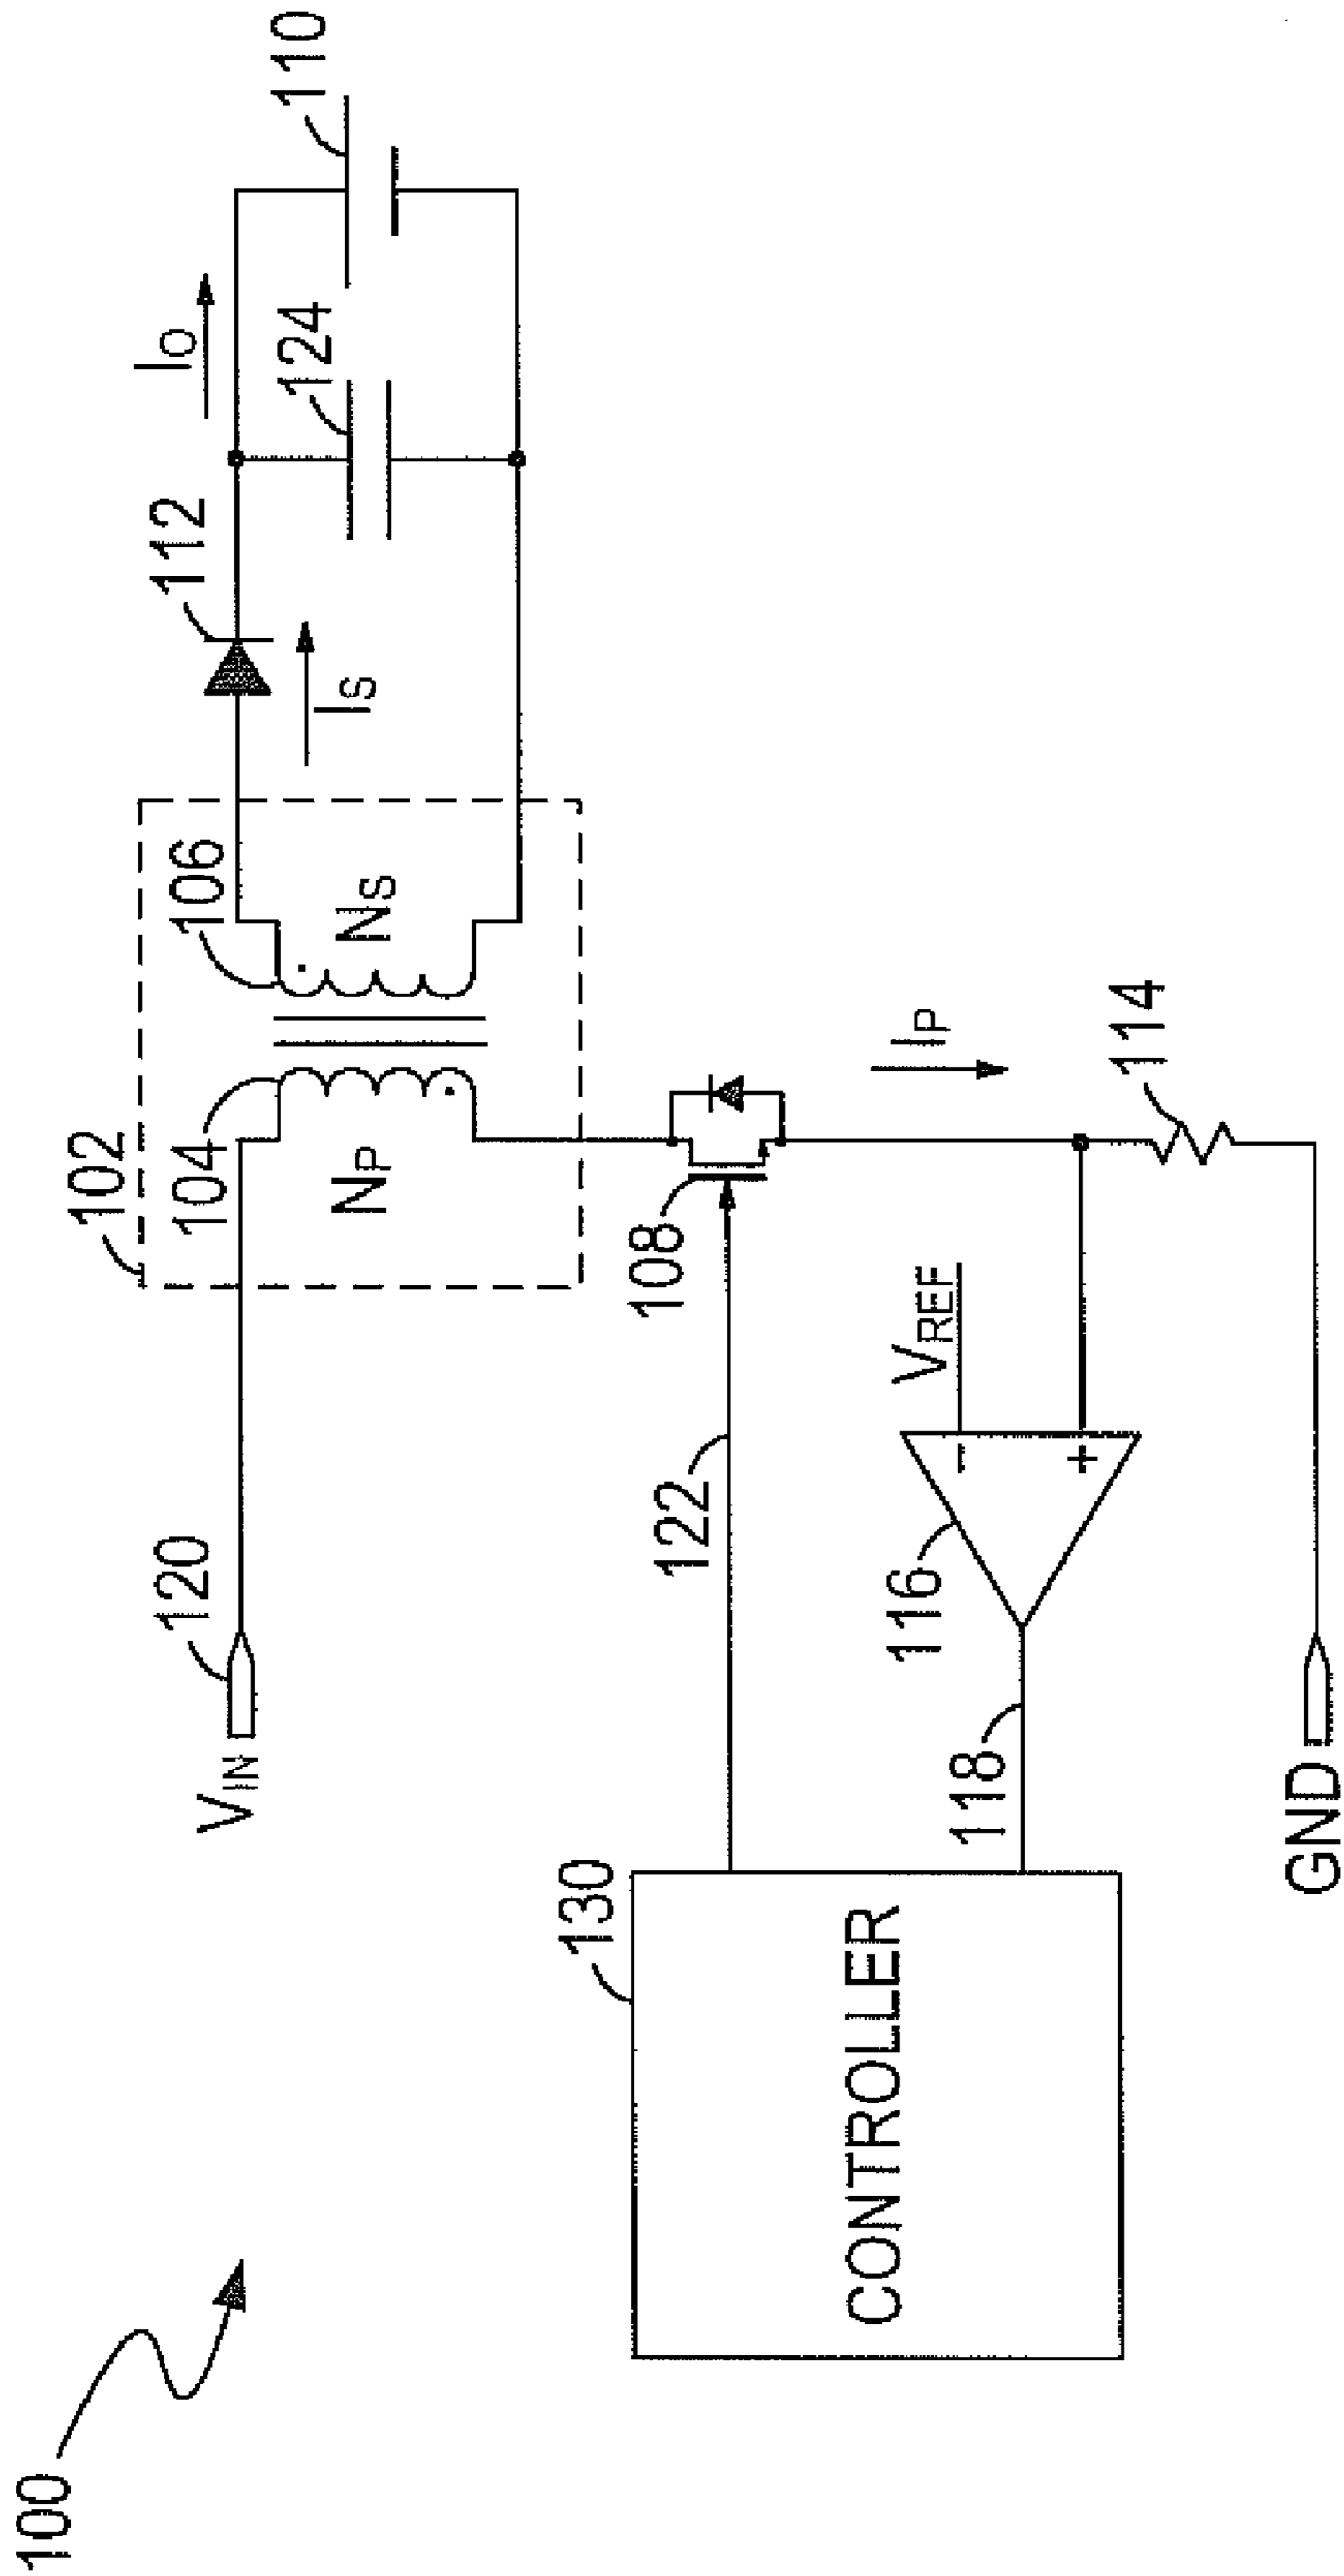 100
102
104
106
N_P
N_S
112
I_S
I_O
124
110
V_IN
120
108
I_P
122
V_REF
-
+
116
118
114
130
CONTROLLER
GND